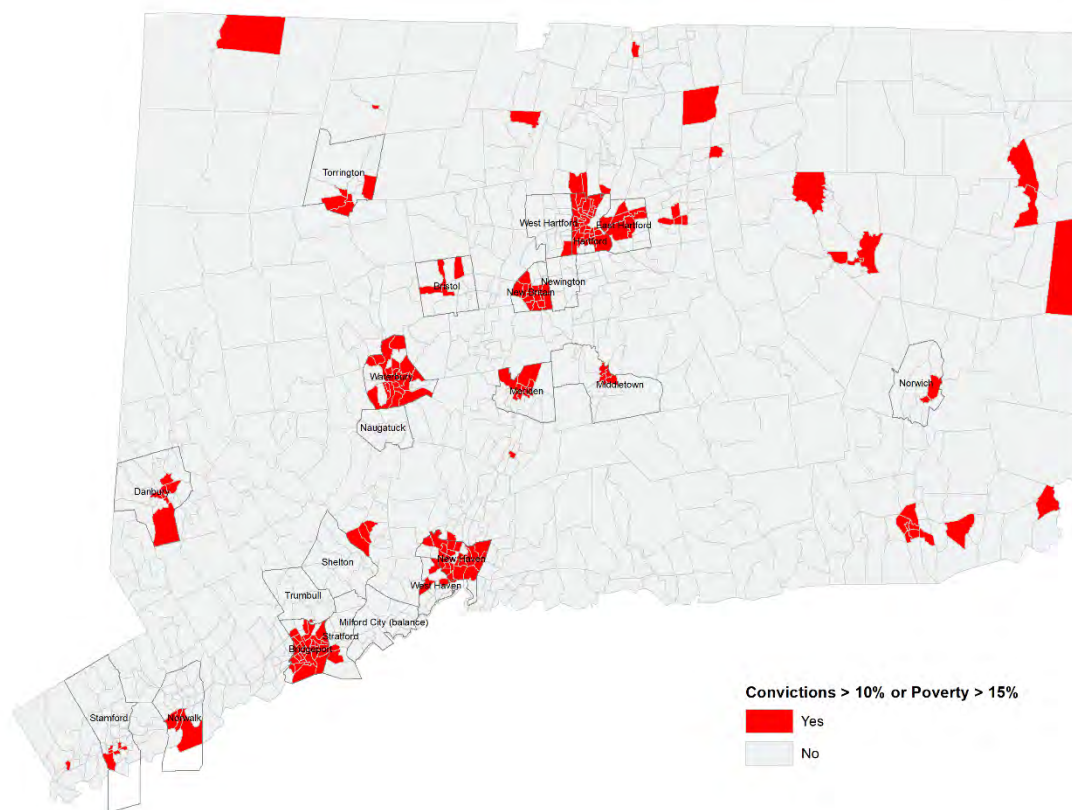 Torrington
West Hartford
East Hartford
Hartford
Bristol
Newington
New Britain
Waterbury
Meriden
Middletown
Norwich
Naugatuck
Danbury
Shelton
New Haven
West Haven
Trumbull
Milford City (balance)
Stratford
Bridgeport
Stamford
Norwalk
Convictions > 10% or Poverty > 15%
Yes
No